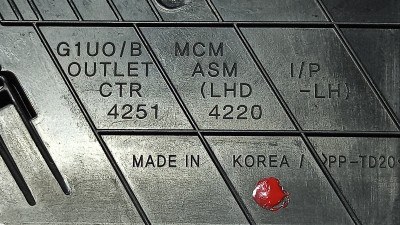 G1UO/B MCM
OUTLET ASM I/P
CTR (LHD -LH)
4251 4220
MADE IN KOREA / >PP-TD20<